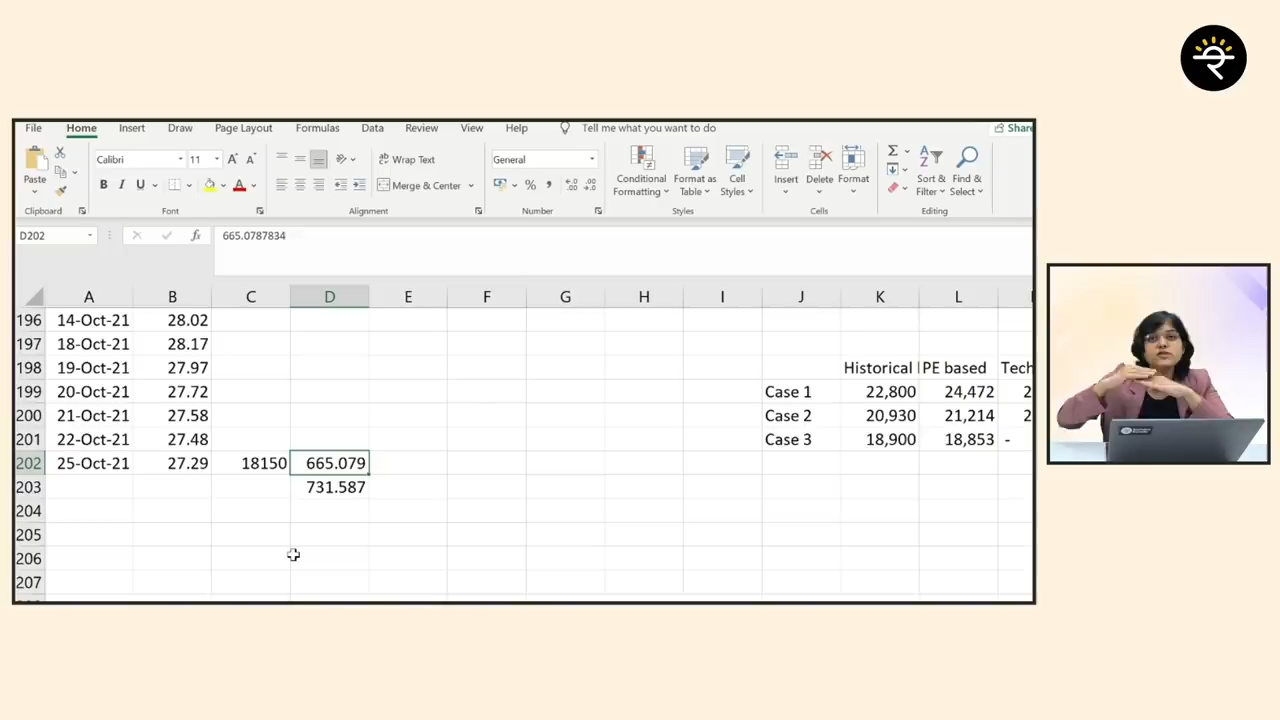 File Home Insert Draw Page Layout Formulas Data Review View Help Tell me what you want to do Share
Calibri 11 A A Wrap Text General
Paste Conditional Formatting Format as Table Cell Styles Insert Delete Format Sort & Filter Find & Select
B I U A Merge & Center % ,
Clipboard Font Alignment Number Styles Cells Editing
D202 fx 665.0787834
A B C D E F G H I J K L
196 14-Oct-21 28.02
197 18-Oct-21 28.17
198 19-Oct-21 27.97 Historical PE based Tech
199 20-Oct-21 27.72 Case 1 22,800 24,472 2
200 21-Oct-21 27.58 Case 2 20,930 21,214 2
201 22-Oct-21 27.48 Case 3 18,900 18,853 -
202 25-Oct-21 27.29 18150 665.079
203 731.587
204
205
206
207